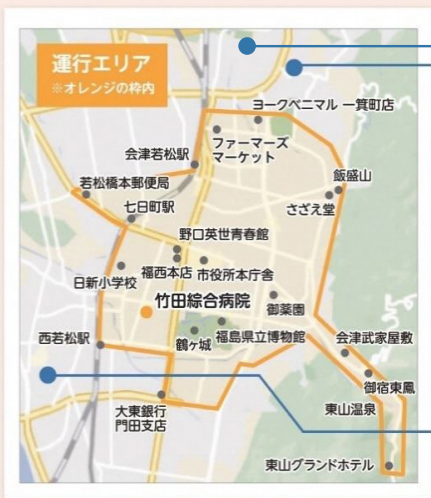 運行エリア
※オレンジの枠内
ヨークベニマル 一箕町店
ファーマーズ
マーケット
会津若松駅
飯盛山
若松橋本郵便局
さざえ堂
七日町駅
野口英世青春館
福西本店
市役所本庁舎
日新小学校
御薬園
竹田綜合病院
福島県立博物館
鶴ヶ城
西若松駅
会津武家屋敷
御宿東鳳
大東銀行
門田支店
東山温泉
東山グランドホテル